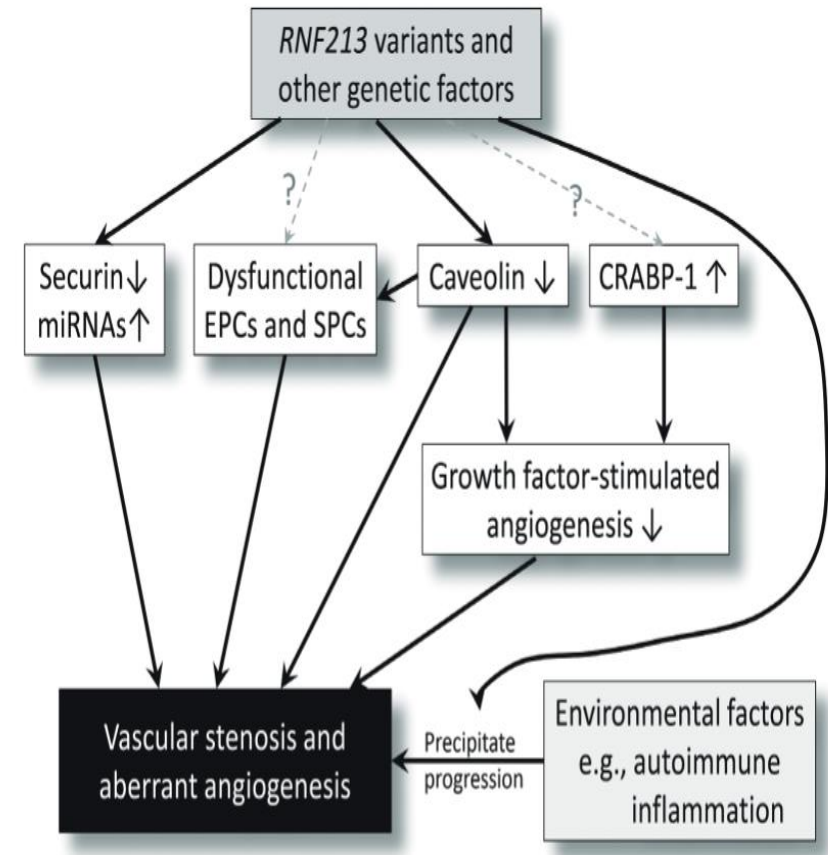 RNF213 variants and
other genetic factors
?
?
Securin↓
miRNAs↑
Dysfunctional
EPCs and SPCs
Caveolin ↓
CRABP-1 ↑
Growth factor-stimulated
angiogenesis ↓
Vascular stenosis and
aberrant angiogenesis
Precipitate
progression
Environmental factors
e.g., autoimmune
inflammation